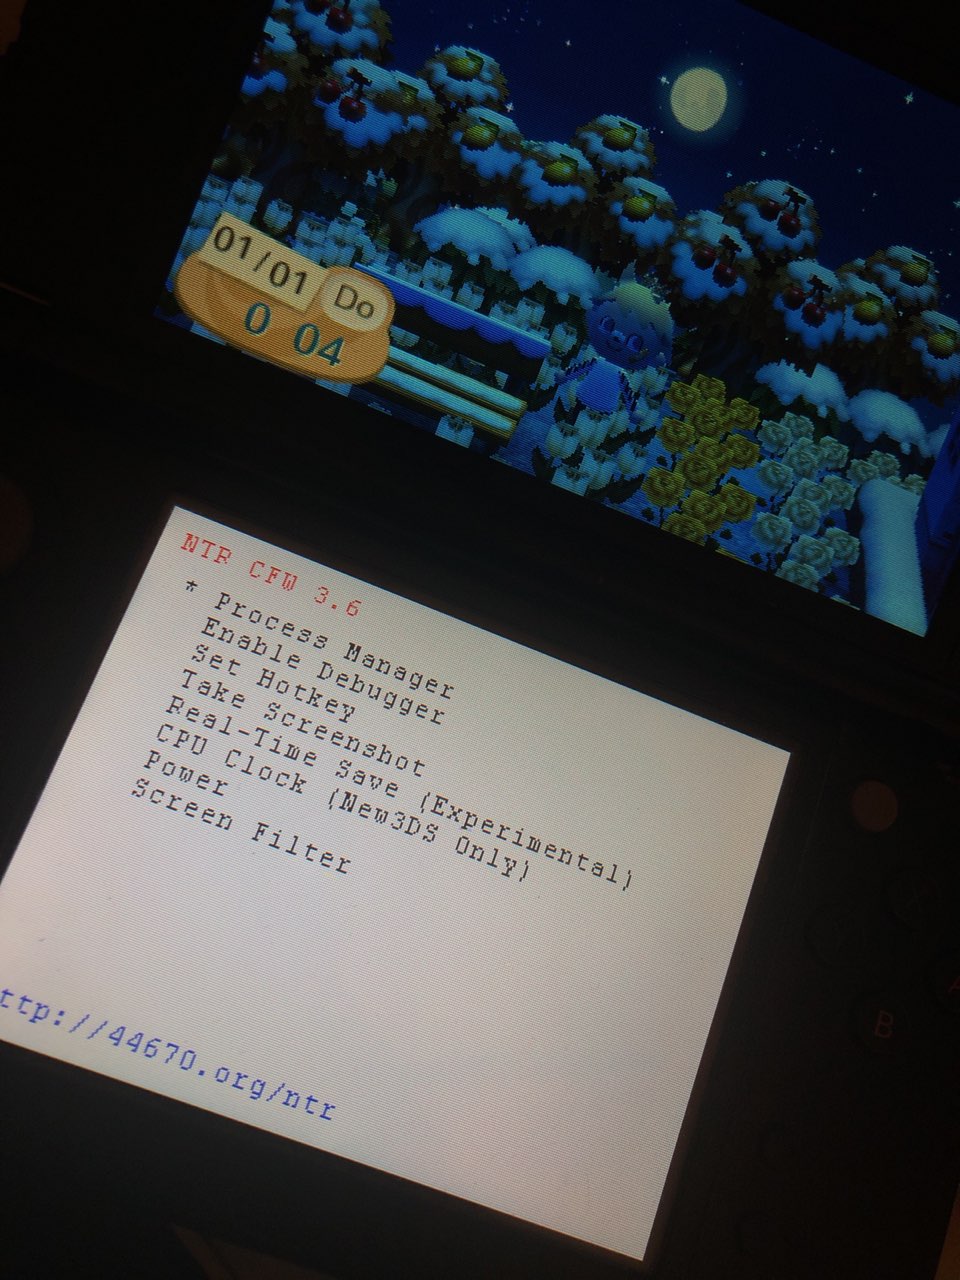 01/01 Do
0 04
NTR CFW 3.6
* Process Manager
Enable Debugger
Set Hotkey
Take Screenshot
Real-Time Save (Experimental)
CPU Clock (New3DS Only)
Power
Screen Filter
ttp://44670.org/ntr
X
A
B